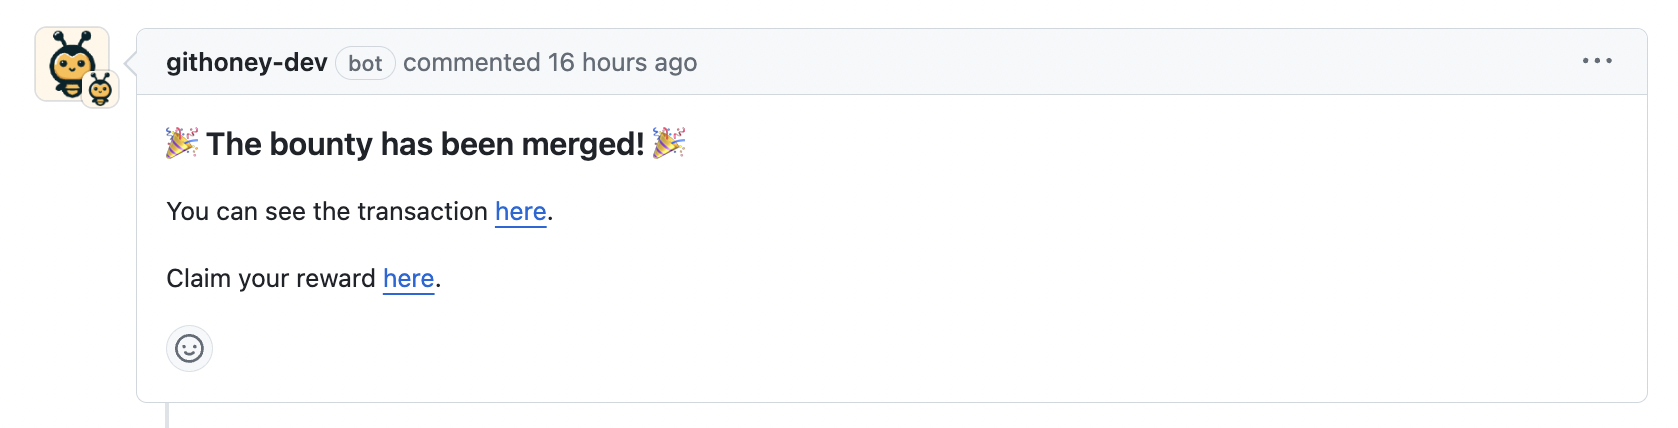 githoney-dev bot commented 16 hours ago
🎉 The bounty has been merged! 🎉
You can see the transaction here.
Claim your reward here.